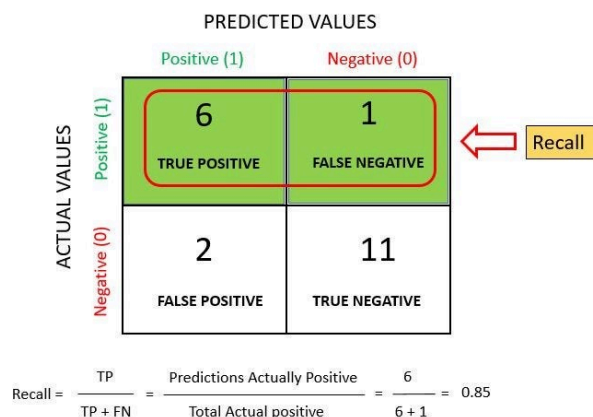 PREDICTED VALUES
Positive (1) Negative (0)
ACTUAL VALUES
Positive (1)
6 1
TRUE POSITIVE FALSE NEGATIVE
Recall
Negative (0)
2 11
FALSE POSITIVE TRUE NEGATIVE
Recall = TP / TP + FN = Predictions Actually Positive / Total Actual positive = 6 / 6 + 1 = 0.85